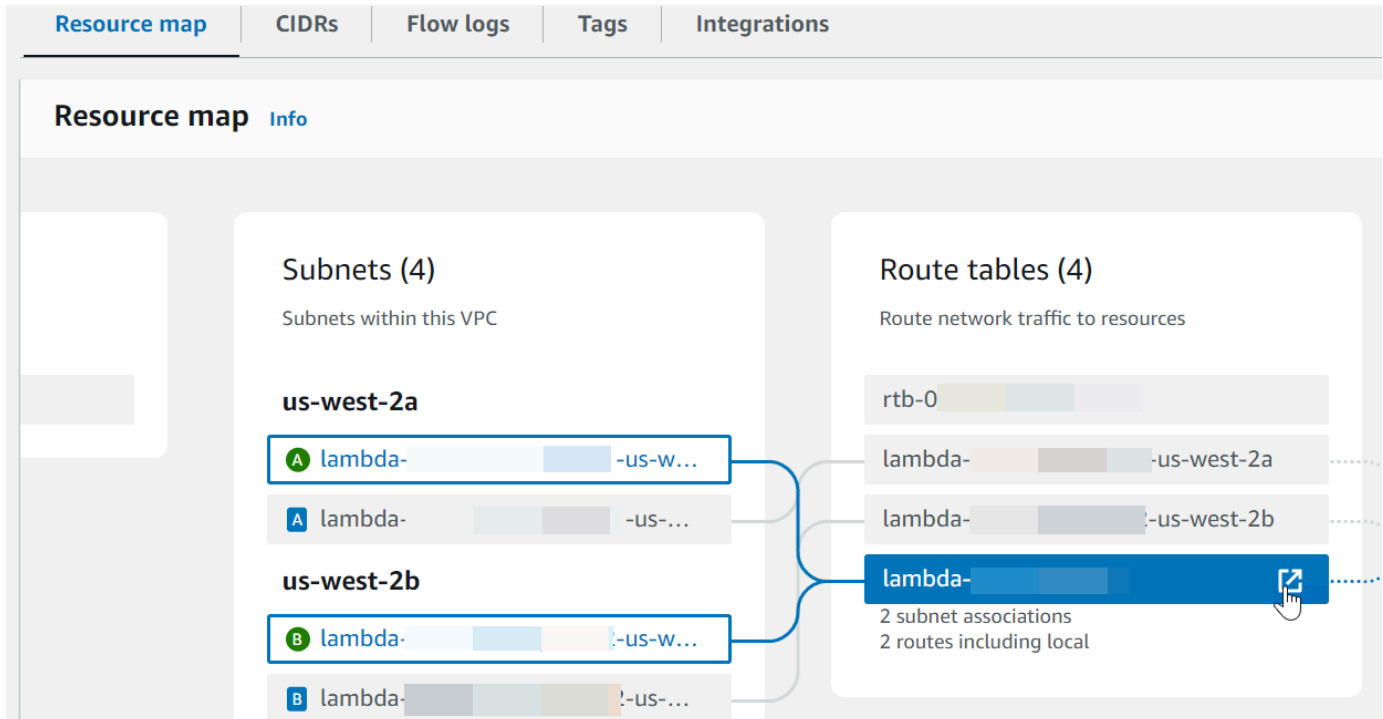 Resource map CIDRs Flow logs Tags Integrations
Resource map Info
Subnets (4)
Subnets within this VPC
us-west-2a
A lambda- -us-w...
A lambda- -us-...
us-west-2b
B lambda- -us-w...
B lambda- -us-...
Route tables (4)
Route network traffic to resources
rtb-0
lambda- -us-west-2a
lambda- -us-west-2b
lambda-
2 subnet associations
2 routes including local